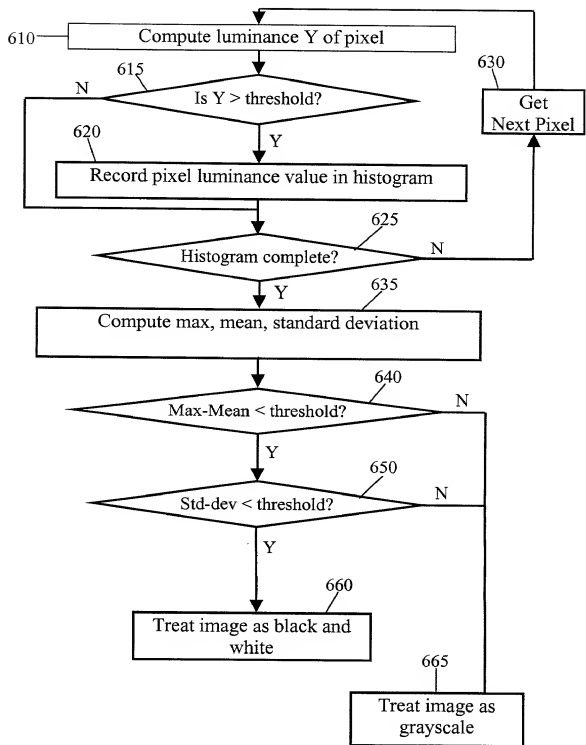 610
Compute luminance Y of pixel
630
615
N
Is Y > threshold?
Get
Next Pixel
620
Y
Record pixel luminance value in histogram
625
Histogram complete?
N
Y
635
Compute max, mean, standard deviation
640
Max-Mean < threshold?
N
Y
650
Std-dev < threshold?
N
Y
660
Treat image as black and
white
665
Treat image as
grayscale